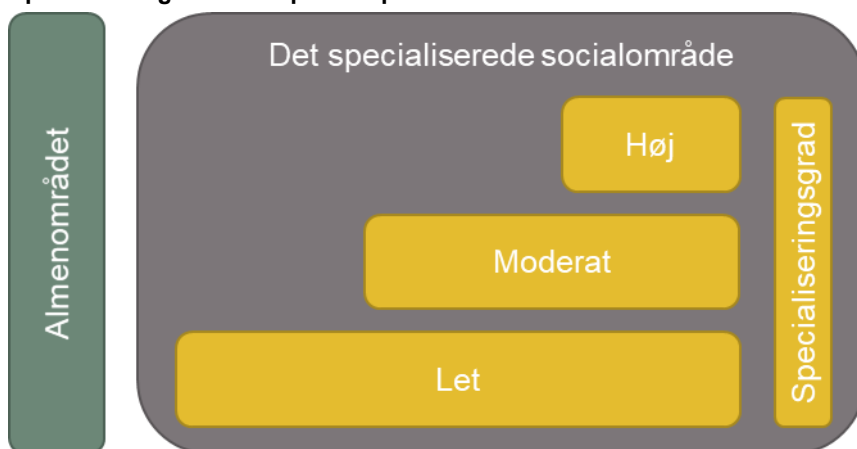 Almenområdet
Det specialiserede socialområde
Høj
Moderat
Let
Specialiseringsgrad